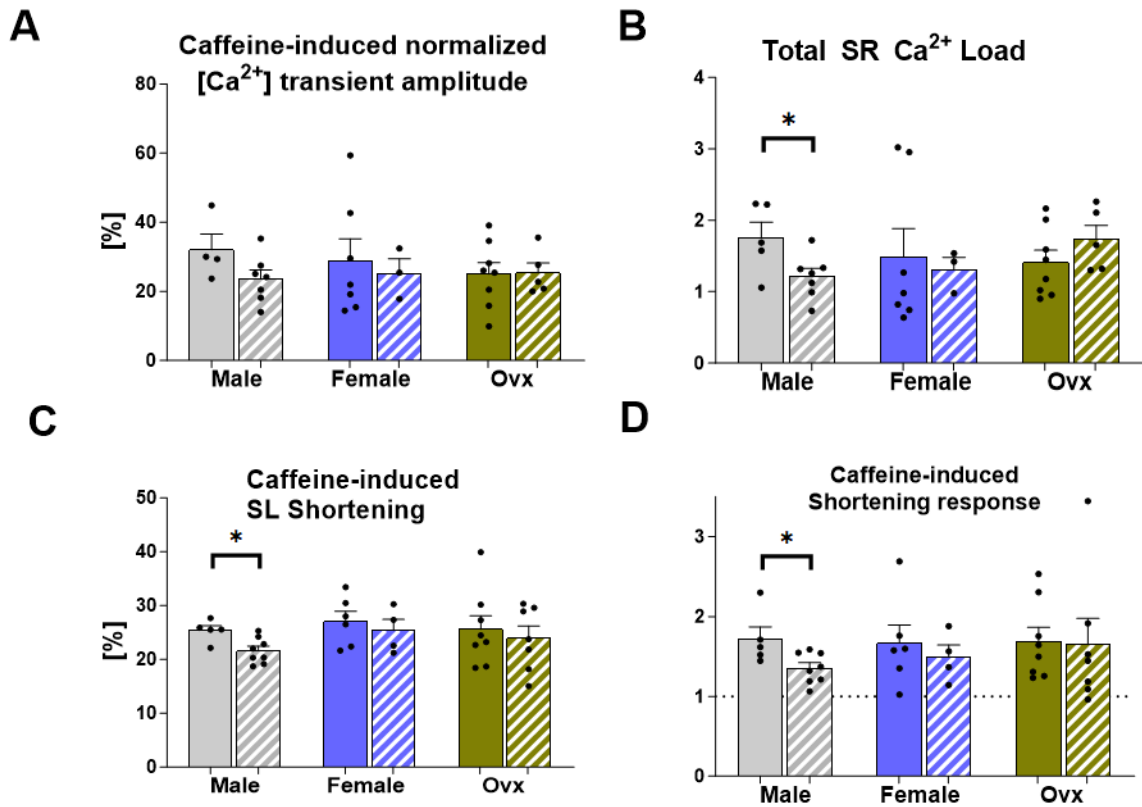 A
Caffeine-induced normalized
[Ca²⁺] transient amplitude
80
60
40
20
0
[%]
Male Female Ovx
B
Total SR Ca²⁺ Load
4
3
2
1
0
*
Male Female Ovx
C
Caffeine-induced
SL Shortening
50
40
30
20
10
0
[%]
*
Male Female Ovx
D
Caffeine-induced
Shortening response
3
2
1
0
*
Male Female Ovx